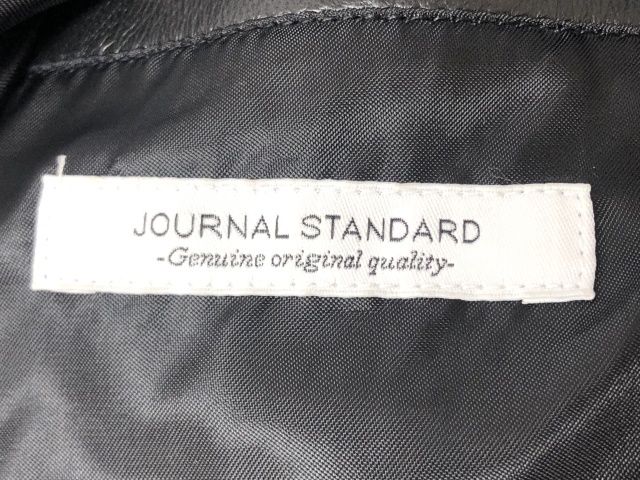 JOURNAL STANDARD
-Genuine original quality-